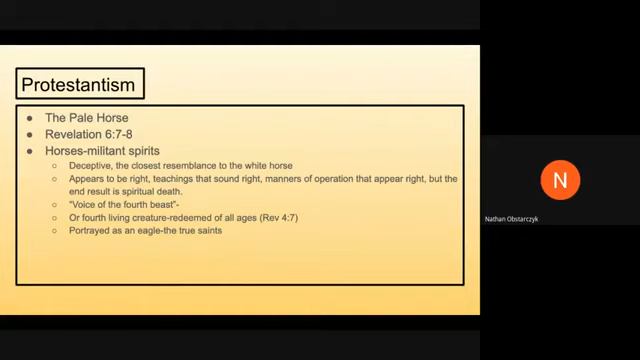 Protestantism
● The Pale Horse
● Revelation 6:7-8
● Horses-militant spirits
○ Deceptive, the closest resemblance to the white horse
○ Appears to be right, teachings that sound right, manners of operation that appear right, but the
end result is spiritual death.
○ “Voice of the fourth beast”-
○ Or fourth living creature-redeemed of all ages (Rev 4:7)
○ Portrayed as an eagle-the true saints
N
Nathan Obstarczyk